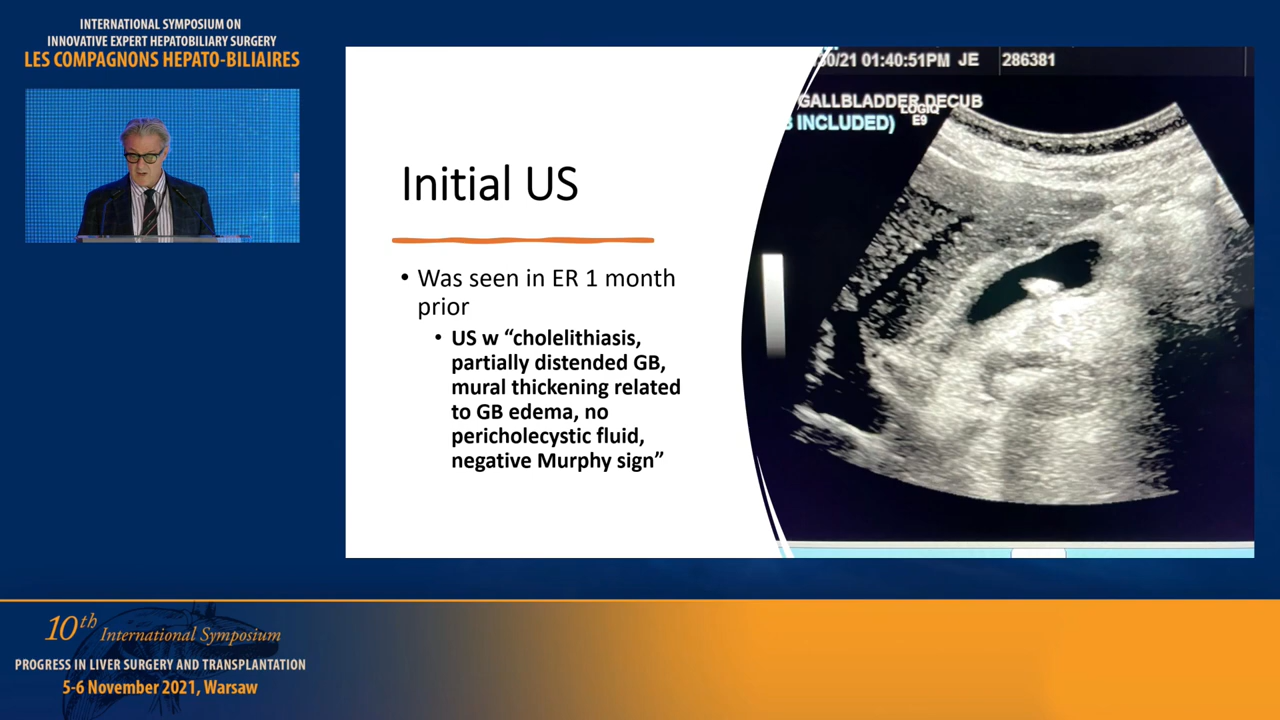 INTERNATIONAL SYMPOSIUM ON
INNOVATIVE EXPERT HEPATOBILIARY SURGERY
LES COMPAGNONS HEPATO-BILIAIRES
Initial US
• Was seen in ER 1 month
prior
• US w “cholelithiasis,
partially distended GB,
mural thickening related
to GB edema, no
pericholecystic fluid,
negative Murphy sign”
30/21 01:40:51PM JE 286381
GALLBLADDER DECUB
INCLUDED)
LOGIQ
E9
10th International Symposium
PROGRESS IN LIVER SURGERY AND TRANSPLANTATION
5-6 November 2021, Warsaw